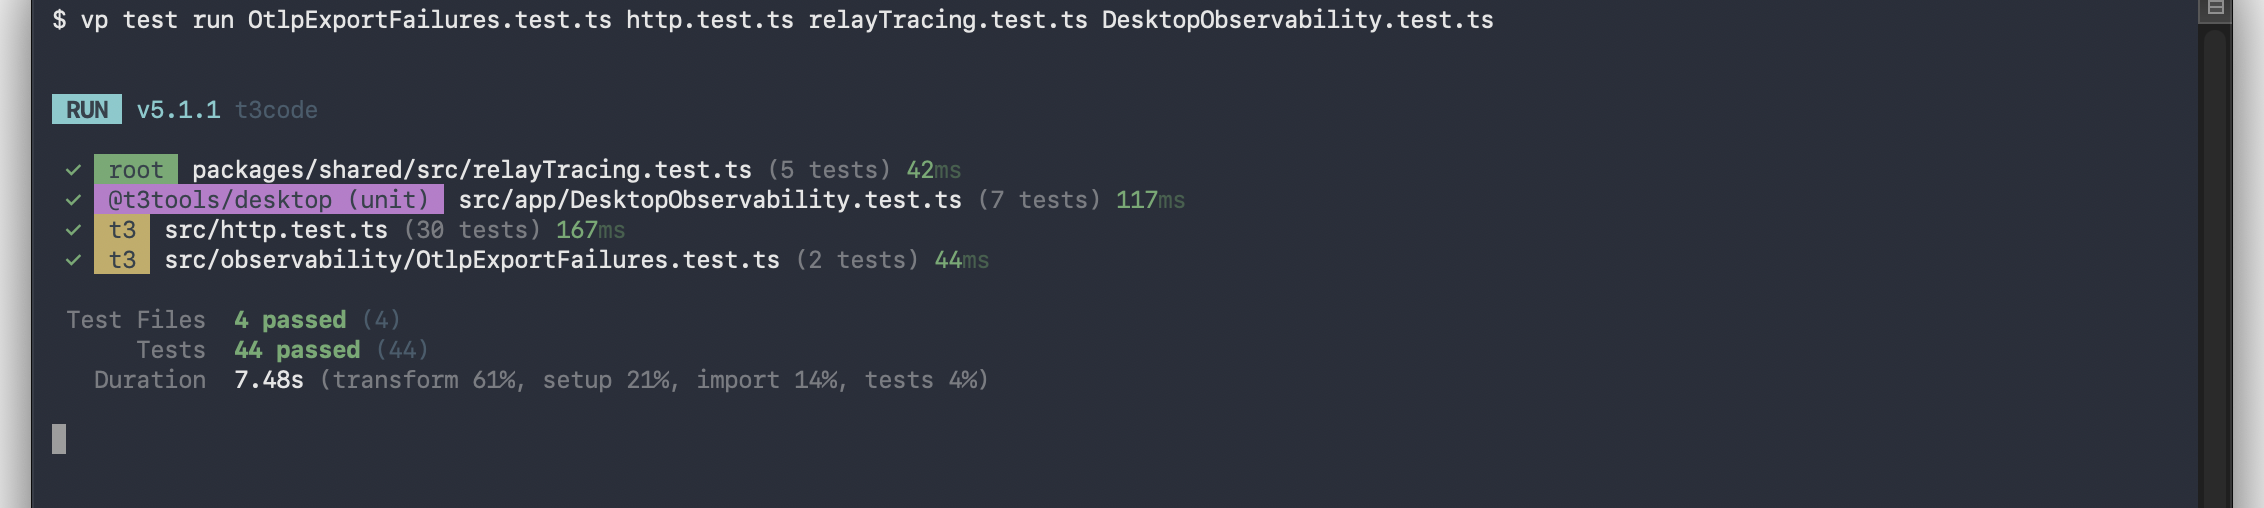 $ vp test run OtlpExportFailures.test.ts http.test.ts relayTracing.test.ts DesktopObservability.test.ts
RUN v5.1.1 t3code
✓ root packages/shared/src/relayTracing.test.ts (5 tests) 42ms
✓ @t3tools/desktop (unit) src/app/DesktopObservability.test.ts (7 tests) 117ms
✓ t3 src/http.test.ts (30 tests) 167ms
✓ t3 src/observability/OtlpExportFailures.test.ts (2 tests) 44ms
Test Files 4 passed (4)
Tests 44 passed (44)
Duration 7.48s (transform 61%, setup 21%, import 14%, tests 4%)